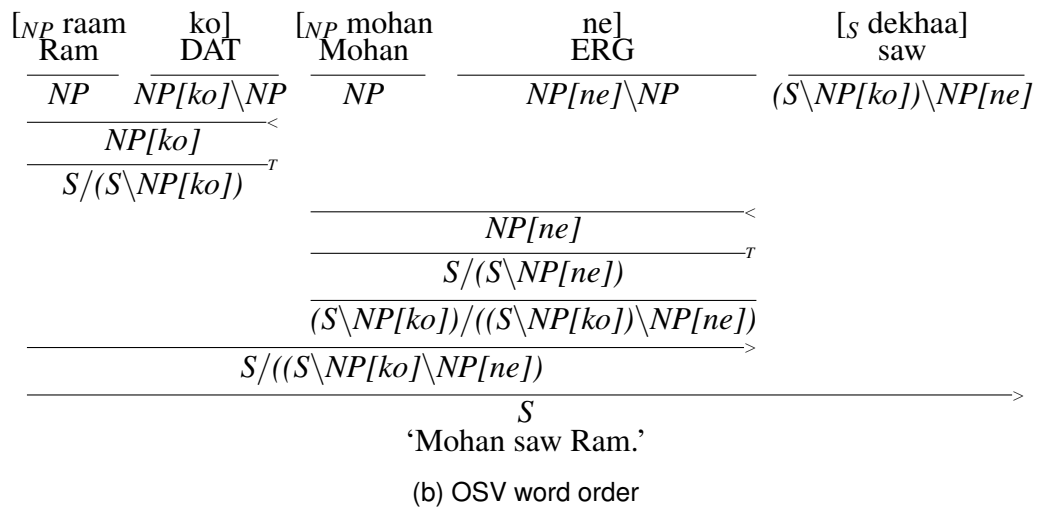 [NP raam ko] [NP mohan ne] [S dekhaa]
Ram DAT Mohan ERG saw
NP NP[ko]\NP NP NP[ne]\NP (S\NP[ko])\NP[ne]
<
NP[ko]
T
S/(S\NP[ko])
<
NP[ne]
T
S/(S\NP[ne])
(S\NP[ko])/((S\NP[ko])\NP[ne])
>
S/((S\NP[ko]\NP[ne])
>
S
‘Mohan saw Ram.’
(b) OSV word order